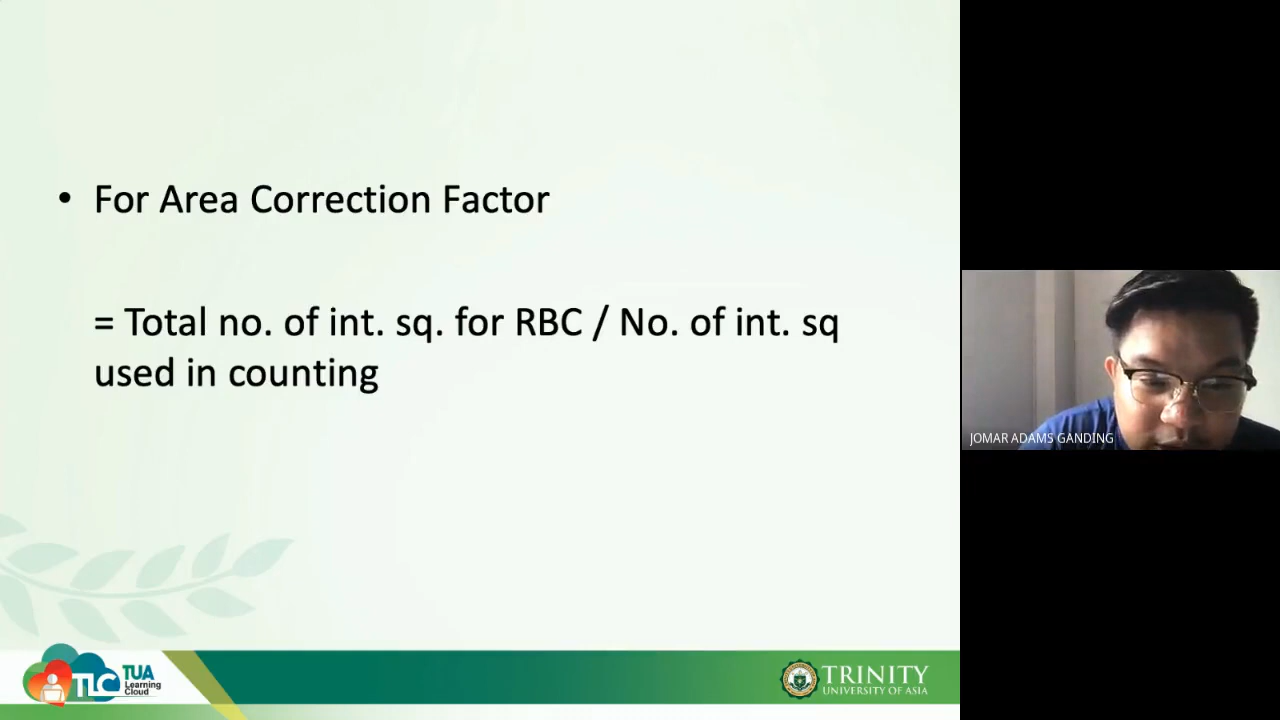 • For Area Correction Factor
= Total no. of int. sq. for RBC / No. of int. sq
used in counting
JOMAR ADAMS GANDING
TLC
TUA
Learning
Cloud
TRINITY
UNIVERSITY OF ASIA